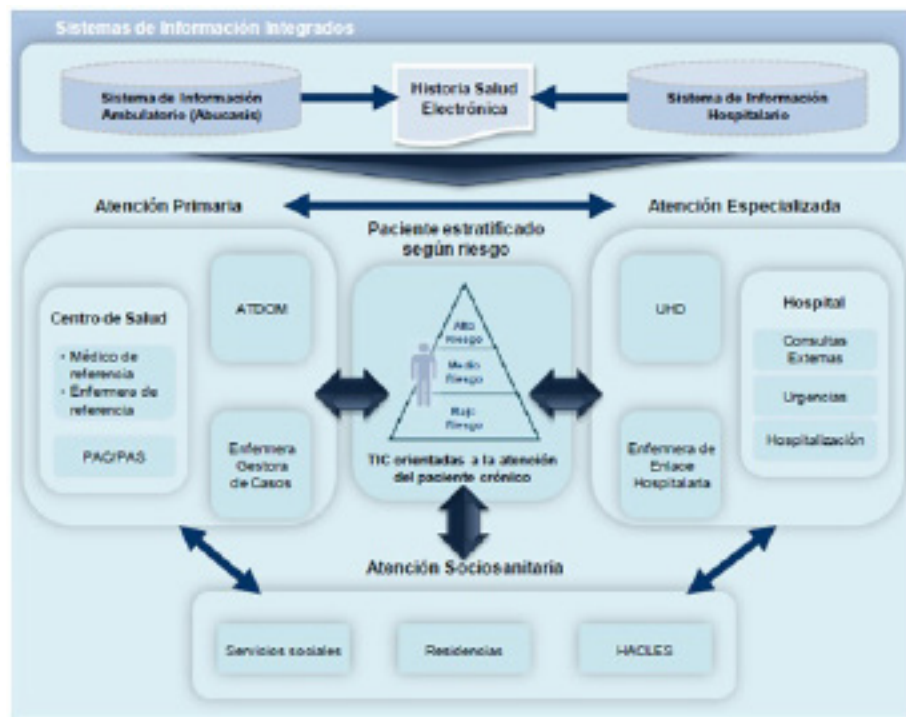 Sistemas de Información Integrados
Sistema de Información
Ambulatorio (Abucasis)
Historia Salud
Electrónica
Sistema de Información
Hospitalario
Atención Primaria
Atención Especializada
Paciente estratificado
según riesgo
Centro de Salud
• Médico de
referencia
• Enfermera de
referencia
PAC/PAS
ATDOM
Enfermera
Gestora
de Casos
Alto
Riesgo
Medio
Riesgo
Bajo
Riesgo
TIC orientadas a la atención
del paciente crónico
UHD
Enfermera de
Enlace
Hospitalaria
Hospital
Consultas
Externas
Urgencias
Hospitalización
Atención Sociosanitaria
Servicios sociales
Residencias
HACLES